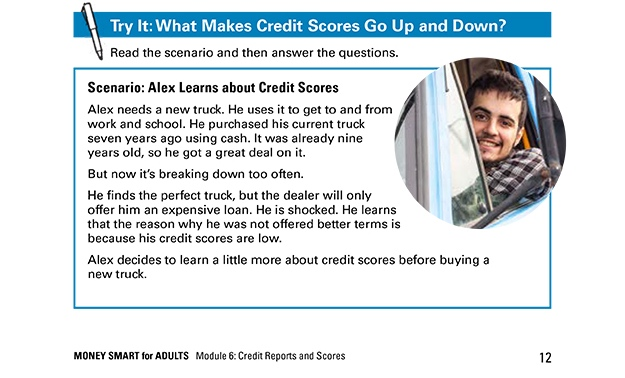 Try It: What Makes Credit Scores Go Up and Down?
Read the scenario and then answer the questions.
Scenario: Alex Learns about Credit Scores
Alex needs a new truck. He uses it to get to and from
work and school. He purchased his current truck
seven years ago using cash. It was already nine
years old, so he got a great deal on it.
But now it's breaking down too often.
He finds the perfect truck, but the dealer will only
offer him an expensive loan. He is shocked. He learns
that the reason why he was not offered better terms is
because his credit scores are low.
Alex decides to learn a little more about credit scores before buying a
new truck.
MONEY SMART for ADULTS Module 6: Credit Reports and Scores 12